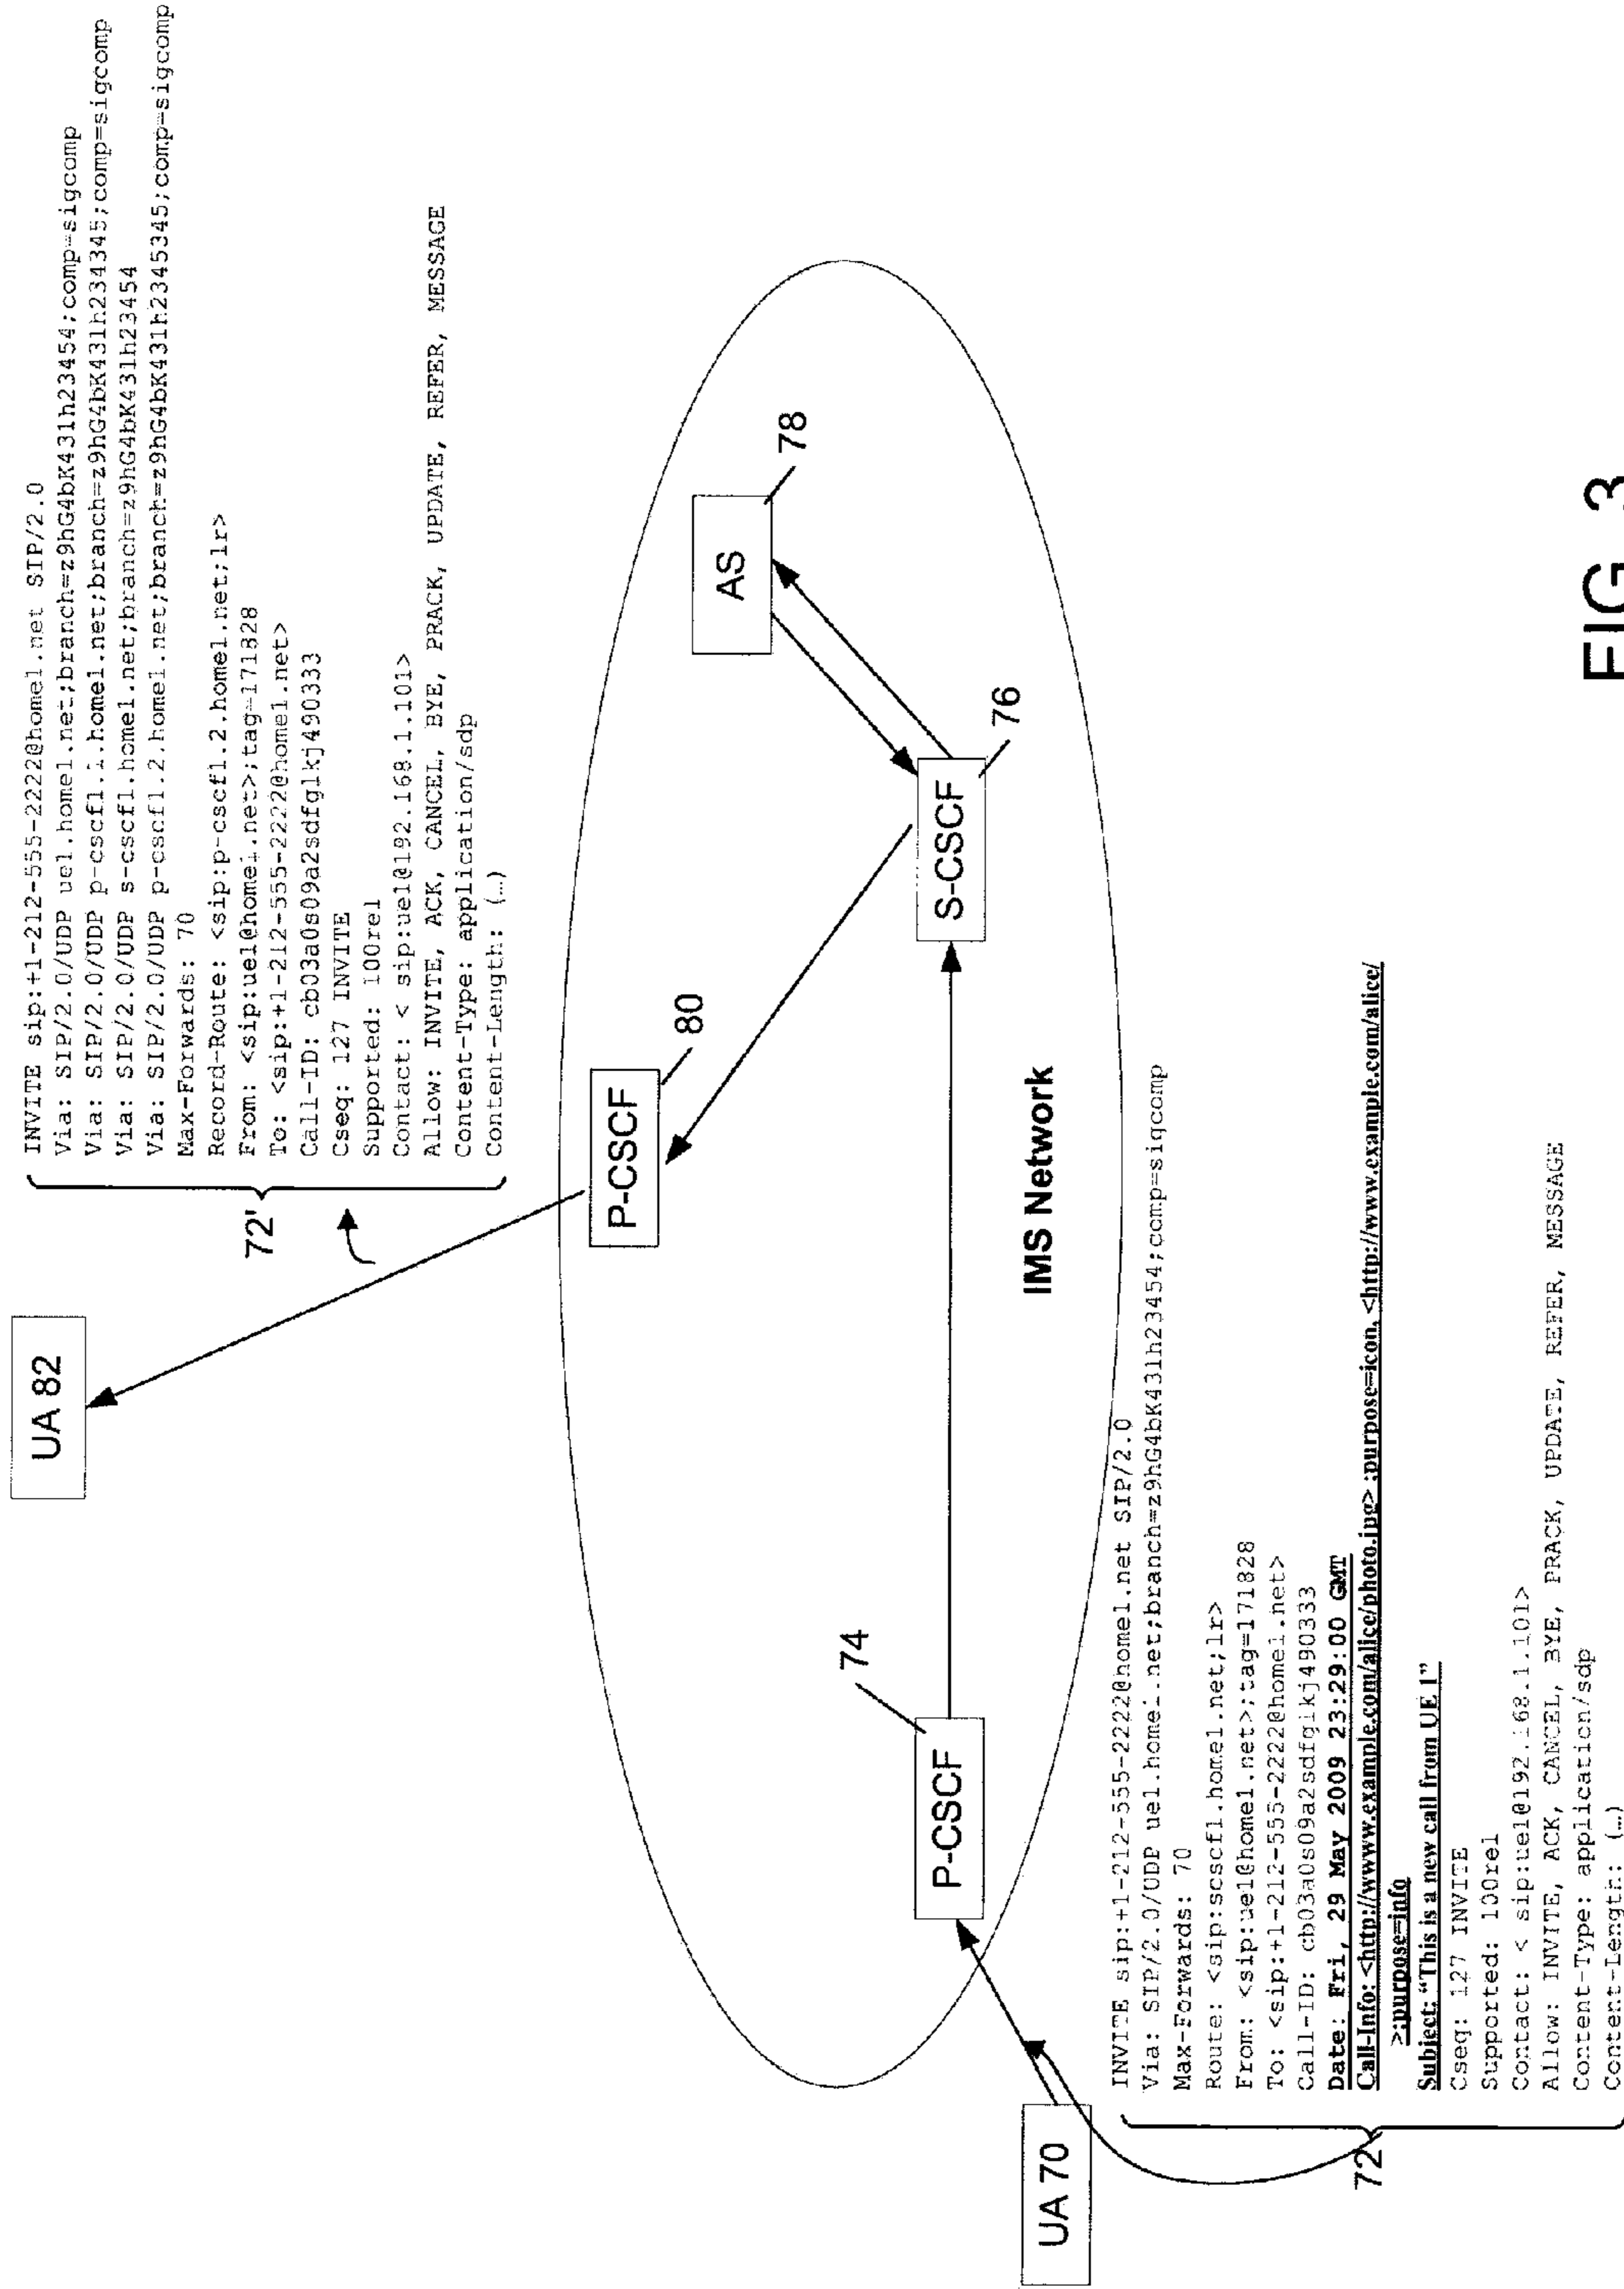 INVITE sip:+1-212-555-2222@home1.net SIP/2.0
Via: SIP/2.0/UDP ue1.home1.net;branch=z9hG4bK431h23454;comp=sigcomp
Via: SIP/2.0/UDP p-cscf1.1.home1.net;branch=z9hG4bK431h234345;comp=sigcomp
Via: SIP/2.0/UDP s-cscf1.home1.net;branch=z9hG4bK431h23454
Via: SIP/2.0/UDP p-cscf1.2.home1.net;branch=z9hG4bK431h2345345;comp=sigcomp
Max-Forwards: 70
Record-Route: <sip:p-cscf1.2.home1.net;lr>
From: <sip:ue1@home1.net>;tag=171828
To: <sip:+1-212-555-2222@home1.net>
Call-ID: cb03a0s09a2sdfglkj490333
Cseq: 127 INVITE
Supported: 100rel
Contact: < sip:ue1@192.168.1.101>
Allow: INVITE, ACK, CANCEL, BYE, PRACK, UPDATE, REFER, MESSAGE
Content-Type: application/sdp
Content-Length: (…)
72'
UA 82
P-CSCF
80
AS
78
S-CSCF
76
P-CSCF
74
IMS Network
UA 70
72
INVITE sip:+1-212-555-2222@home1.net SIP/2.0
Via: SIP/2.0/UDP ue1.home1.net;branch=z9hG4bK431h23454;comp=sigcomp
Max-Forwards: 70
Route: <sip:scscf1.home1.net;lr>
From: <sip:ue1@home1.net>;tag=171828
To: <sip:+1-212-555-2222@home1.net>
Call-ID: cb03a0s09a2sdfglkj490333
Date: Fri, 29 May 2009 23:29:00 GMT
Call-Info: <http://www.example.com/alice/photo.jpg> ;purpose=icon, <http://www.example.com/alice/
>;purpose=info
Subject: “This is a new call from UE 1”
Cseq: 127 INVITE
Supported: 100rel
Contact: < sip:ue1@192.168.1.101>
Allow: INVITE, ACK, CANCEL, BYE, PRACK, UPDATE, REFER, MESSAGE
Content-Type: application/sdp
Content-Length: (…)
FIG. 3